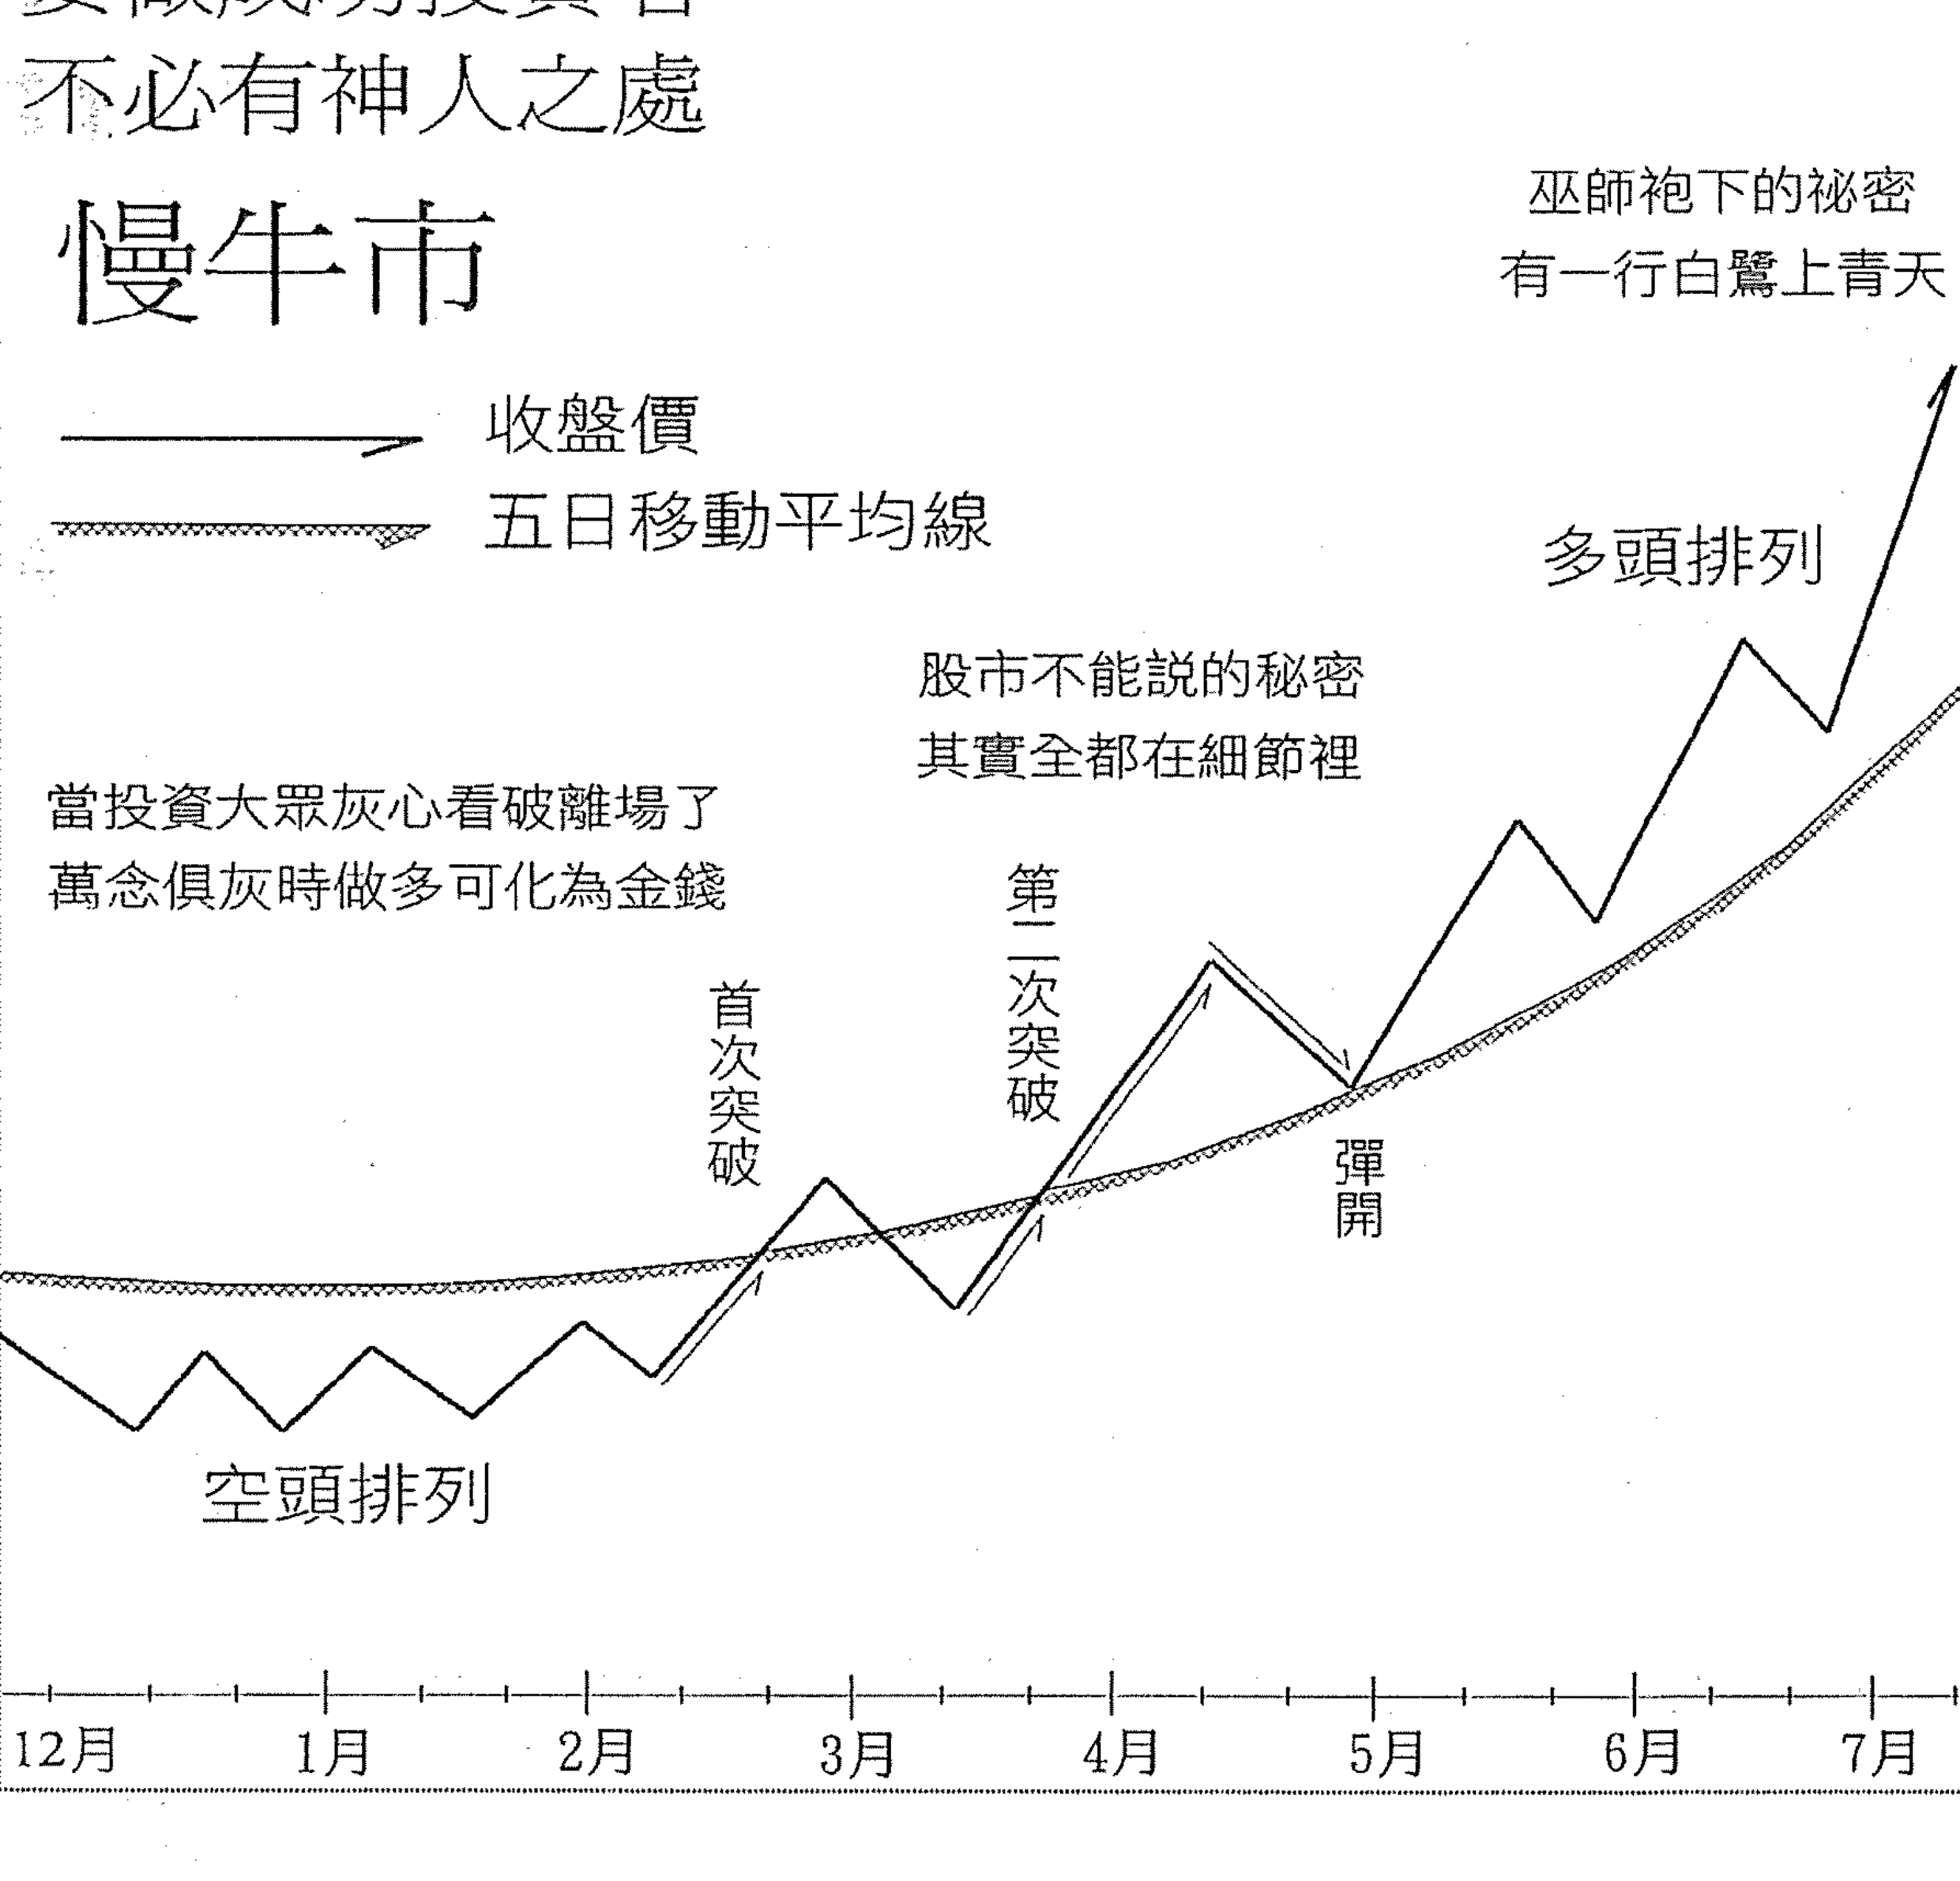 不必有神人之處
慢牛市
巫師袍下的祕密
有一行白鷺上青天
收盤價
五日移動平均線
多頭排列
股市不能説的秘密
其實全都在細節裡
當投資大眾灰心看破離場了
萬念俱灰時做多可化為金錢
首次突破
第二次突破
彈開
空頭排列
12月 1月 2月 3月 4月 5月 6月 7月